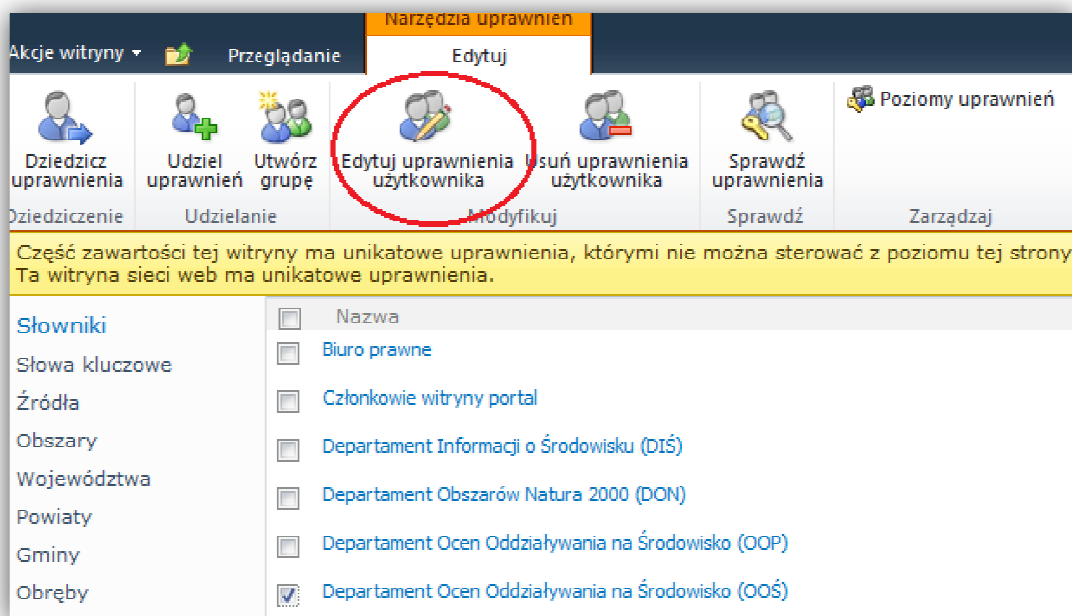 Narzędzia uprawnień
Akcje witryny
Przeglądanie
Edytuj
Dziedzicz
uprawnienia
Udziel
uprawnień
Utwórz
grupę
Edytuj uprawnienia
użytkownika
Usuń uprawnienia
użytkownika
Sprawdź
uprawnienia
Poziomy uprawnień
Dziedziczenie
Udzielanie
Modyfikuj
Sprawdź
Zarządzaj
Część zawartości tej witryny ma unikatowe uprawnienia, którymi nie można sterować z poziomu tej strony
Ta witryna sieci web ma unikatowe uprawnienia.
Słowniki
Słowa kluczowe
Źródła
Obszary
Województwa
Powiaty
Gminy
Obręby
Nazwa
Biuro prawne
Członkowie witryny portal
Departament Informacji o Środowisku (DIŚ)
Departament Obszarów Natura 2000 (DON)
Departament Ocen Oddziaływania na Środowisko (OOP)
Departament Ocen Oddziaływania na Środowisko (OOŚ)